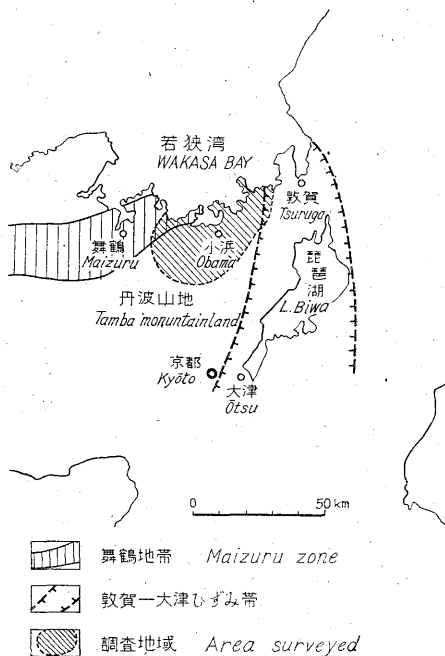 若狭湾
WAKASA BAY
敦賀
Tsuruga
舞鶴
Maizuru
小浜
Obama
琵琶湖
L.Biwa
丹波山地
Tamba monuntainland
京都
Kyōto
大津
Ōtsu
0 50 km
舞鶴地帯 Maizuru zone
敦賀一大津ひずみ帯
調査地域 Area surveyed